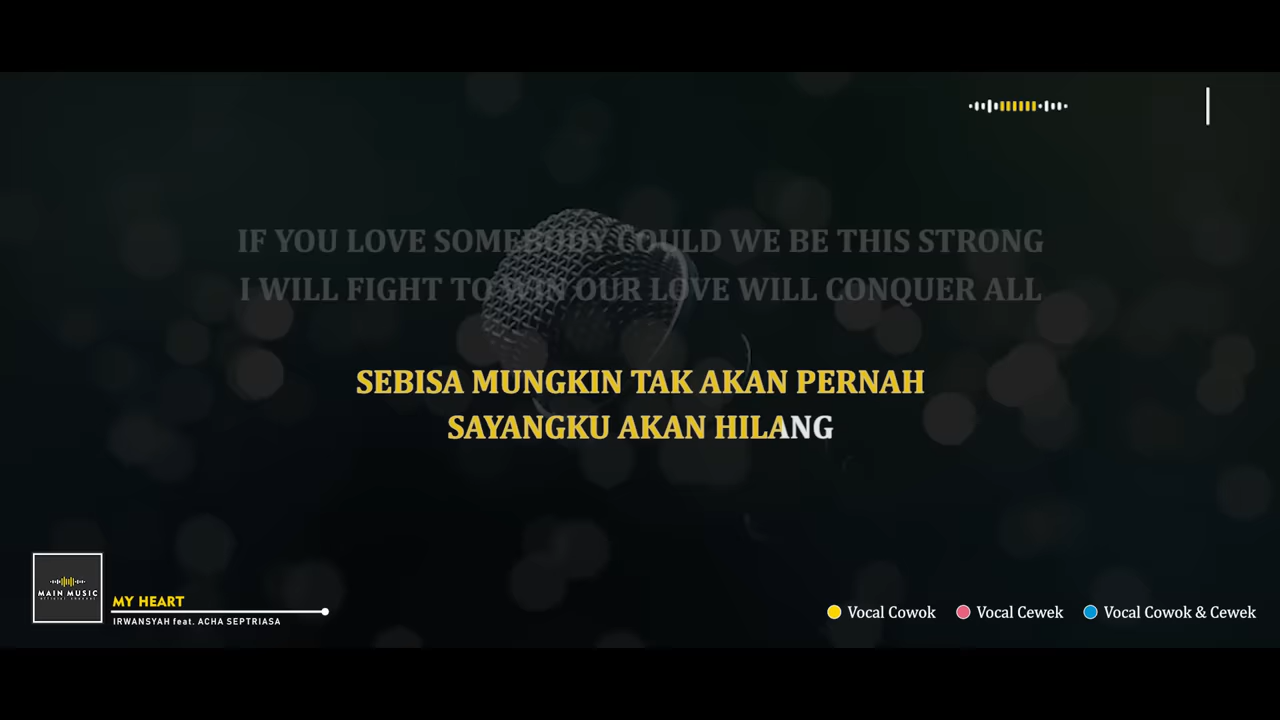 IF YOU LOVE SOMEBODY COULD WE BE THIS STRONG
I WILL FIGHT TO WIN OUR LOVE WILL CONQUER ALL
SEBISA MUNGKIN TAK AKAN PERNAH
SAYANGKU AKAN HILANG
MAIN MUSIC
MY HEART
IRWANSYAH feat. ACHA SEPTRIASA
Vocal Cowok
Vocal Cewek
Vocal Cowok & Cewek